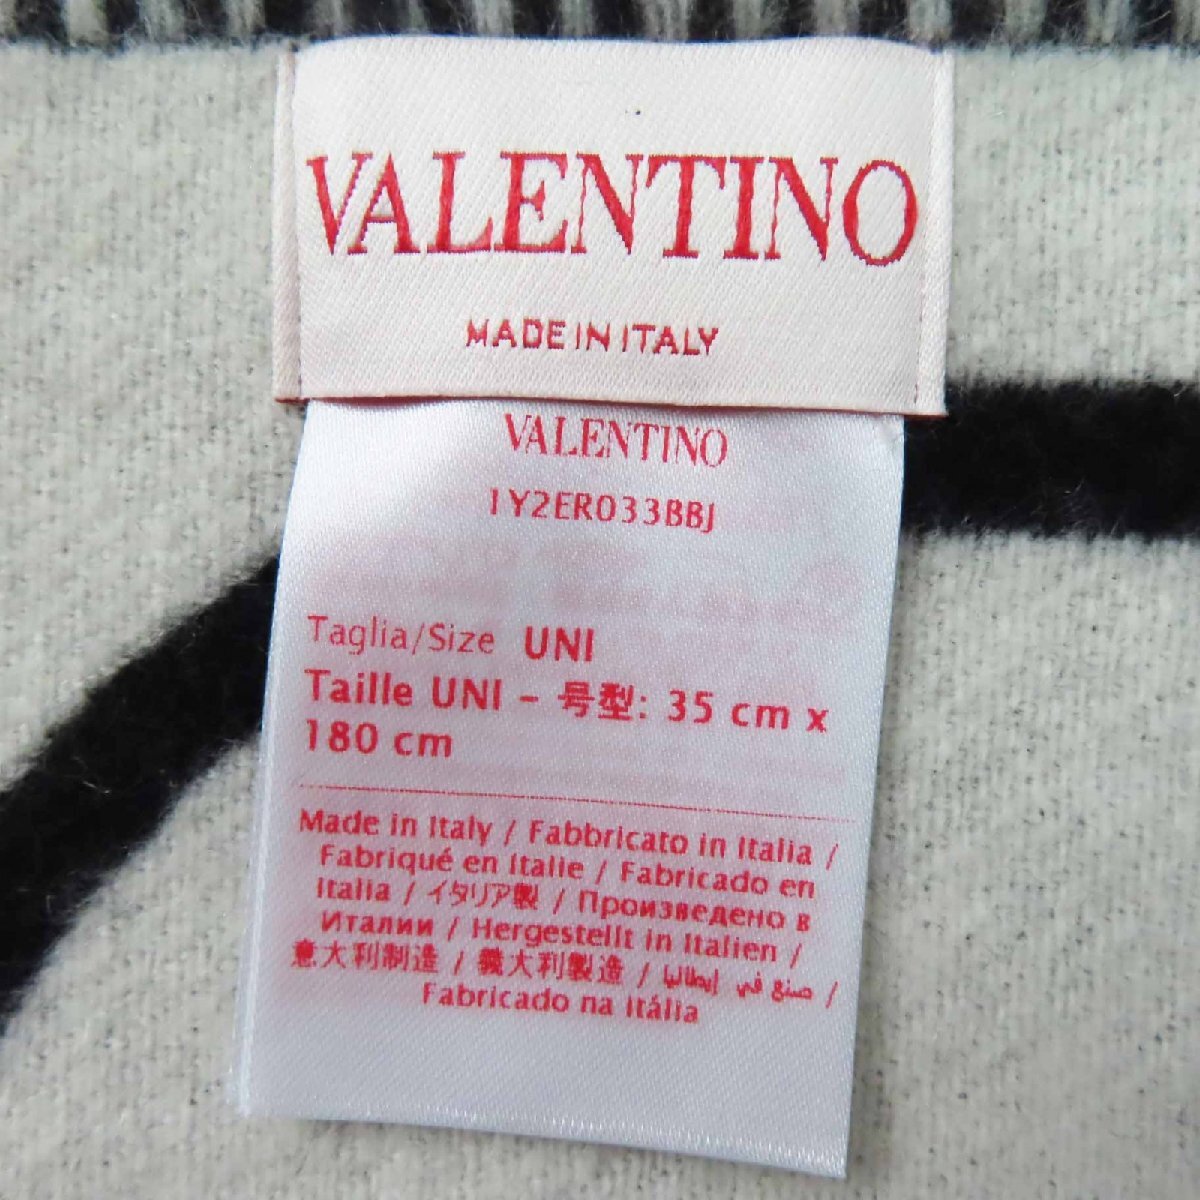 VALENTINO
MADE IN ITALY
VALENTINO
1Y2ER033BBJ
Taglia/Size UNI
Taille UNI - 号型: 35 cm x
180 cm
Made in Italy / Fabbricato in Italia /
Fabriqué en Italie / Fabricado en
Italia / イタリア製 / Произведено в
Италии / Hergestellt in Italien /
意大利制造 / 義大利製造 / صنع في إيطاليا /
Fabricado na Itália